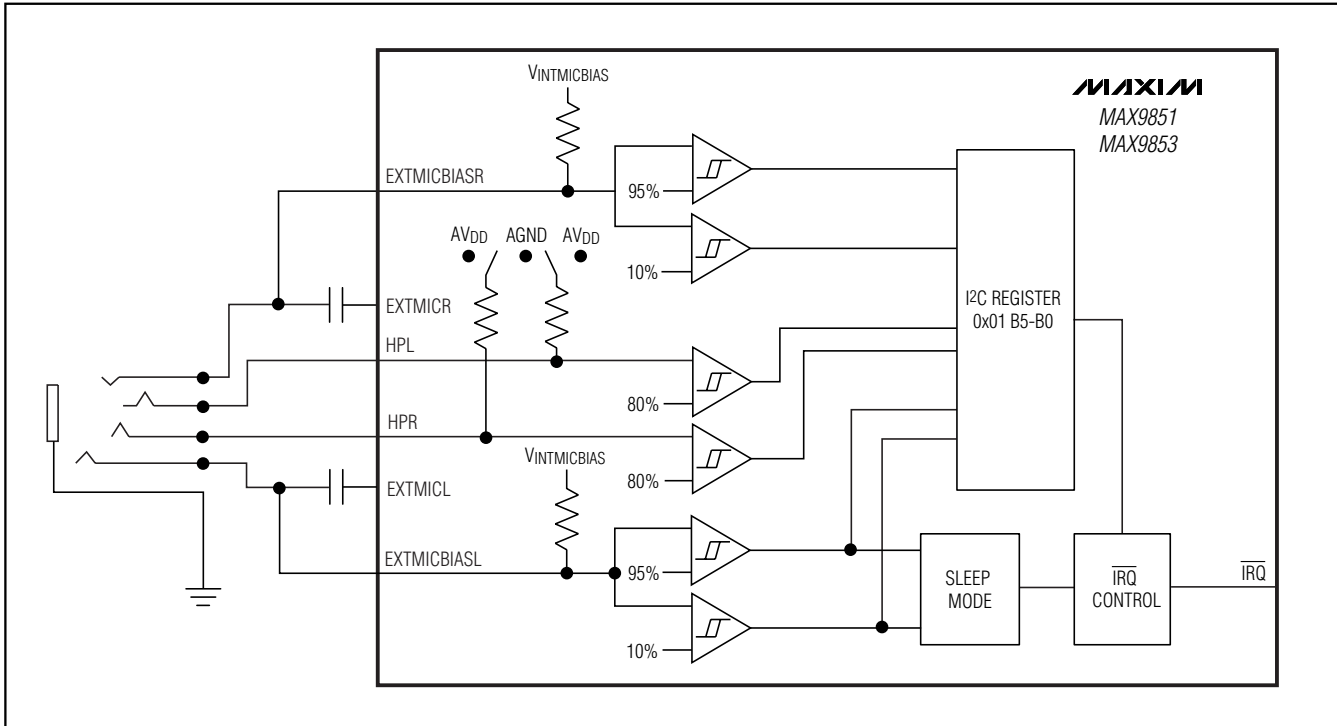 VINTMICBIAS
MAXIM
MAX9851
MAX9853
EXTMICBIASR
95%
AVDD AGND AVDD
10%
I2C REGISTER
0x01 B5-B0
EXTMICR
HPL
80%
HPR
VINTMICBIAS
80%
EXTMICL
EXTMICBIASL
95%
SLEEP
MODE
IRQ
CONTROL
IRQ
10%